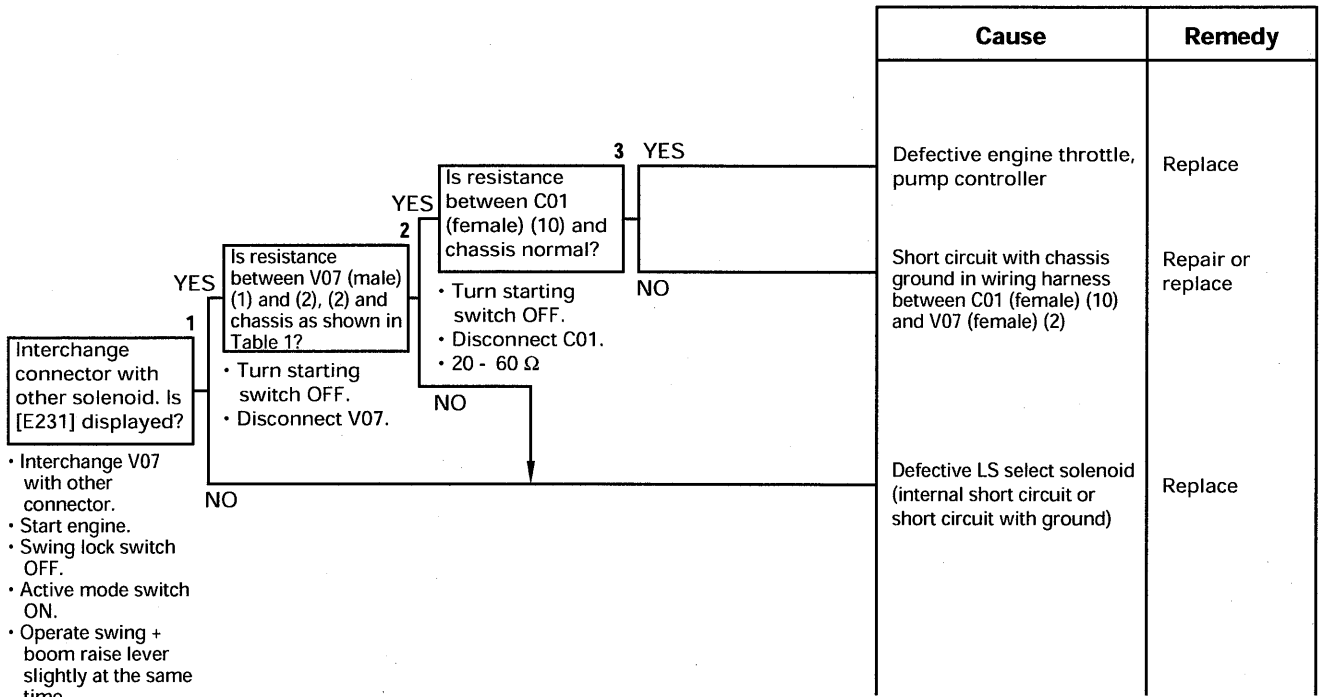 Cause
Remedy
1
Interchange
connector with
other solenoid. Is
[E231] displayed?
· Interchange V07
with other
connector.
· Start engine.
· Swing lock switch
OFF.
· Active mode switch
ON.
· Operate swing +
boom raise lever
slightly at the same
time.
YES
NO
2
Is resistance
between V07 (male)
(1) and (2), (2) and
chassis as shown in
Table 1?
· Turn starting
switch OFF.
· Disconnect V07.
YES
NO
3
Is resistance
between C01
(female) (10) and
chassis normal?
· Turn starting
switch OFF.
· Disconnect C01.
· 20 - 60 Ω
YES
NO
Defective engine throttle,
pump controller
Replace
Short circuit with chassis
ground in wiring harness
between C01 (female) (10)
and V07 (female) (2)
Repair or
replace
Defective LS select solenoid
(internal short circuit or
short circuit with ground)
Replace